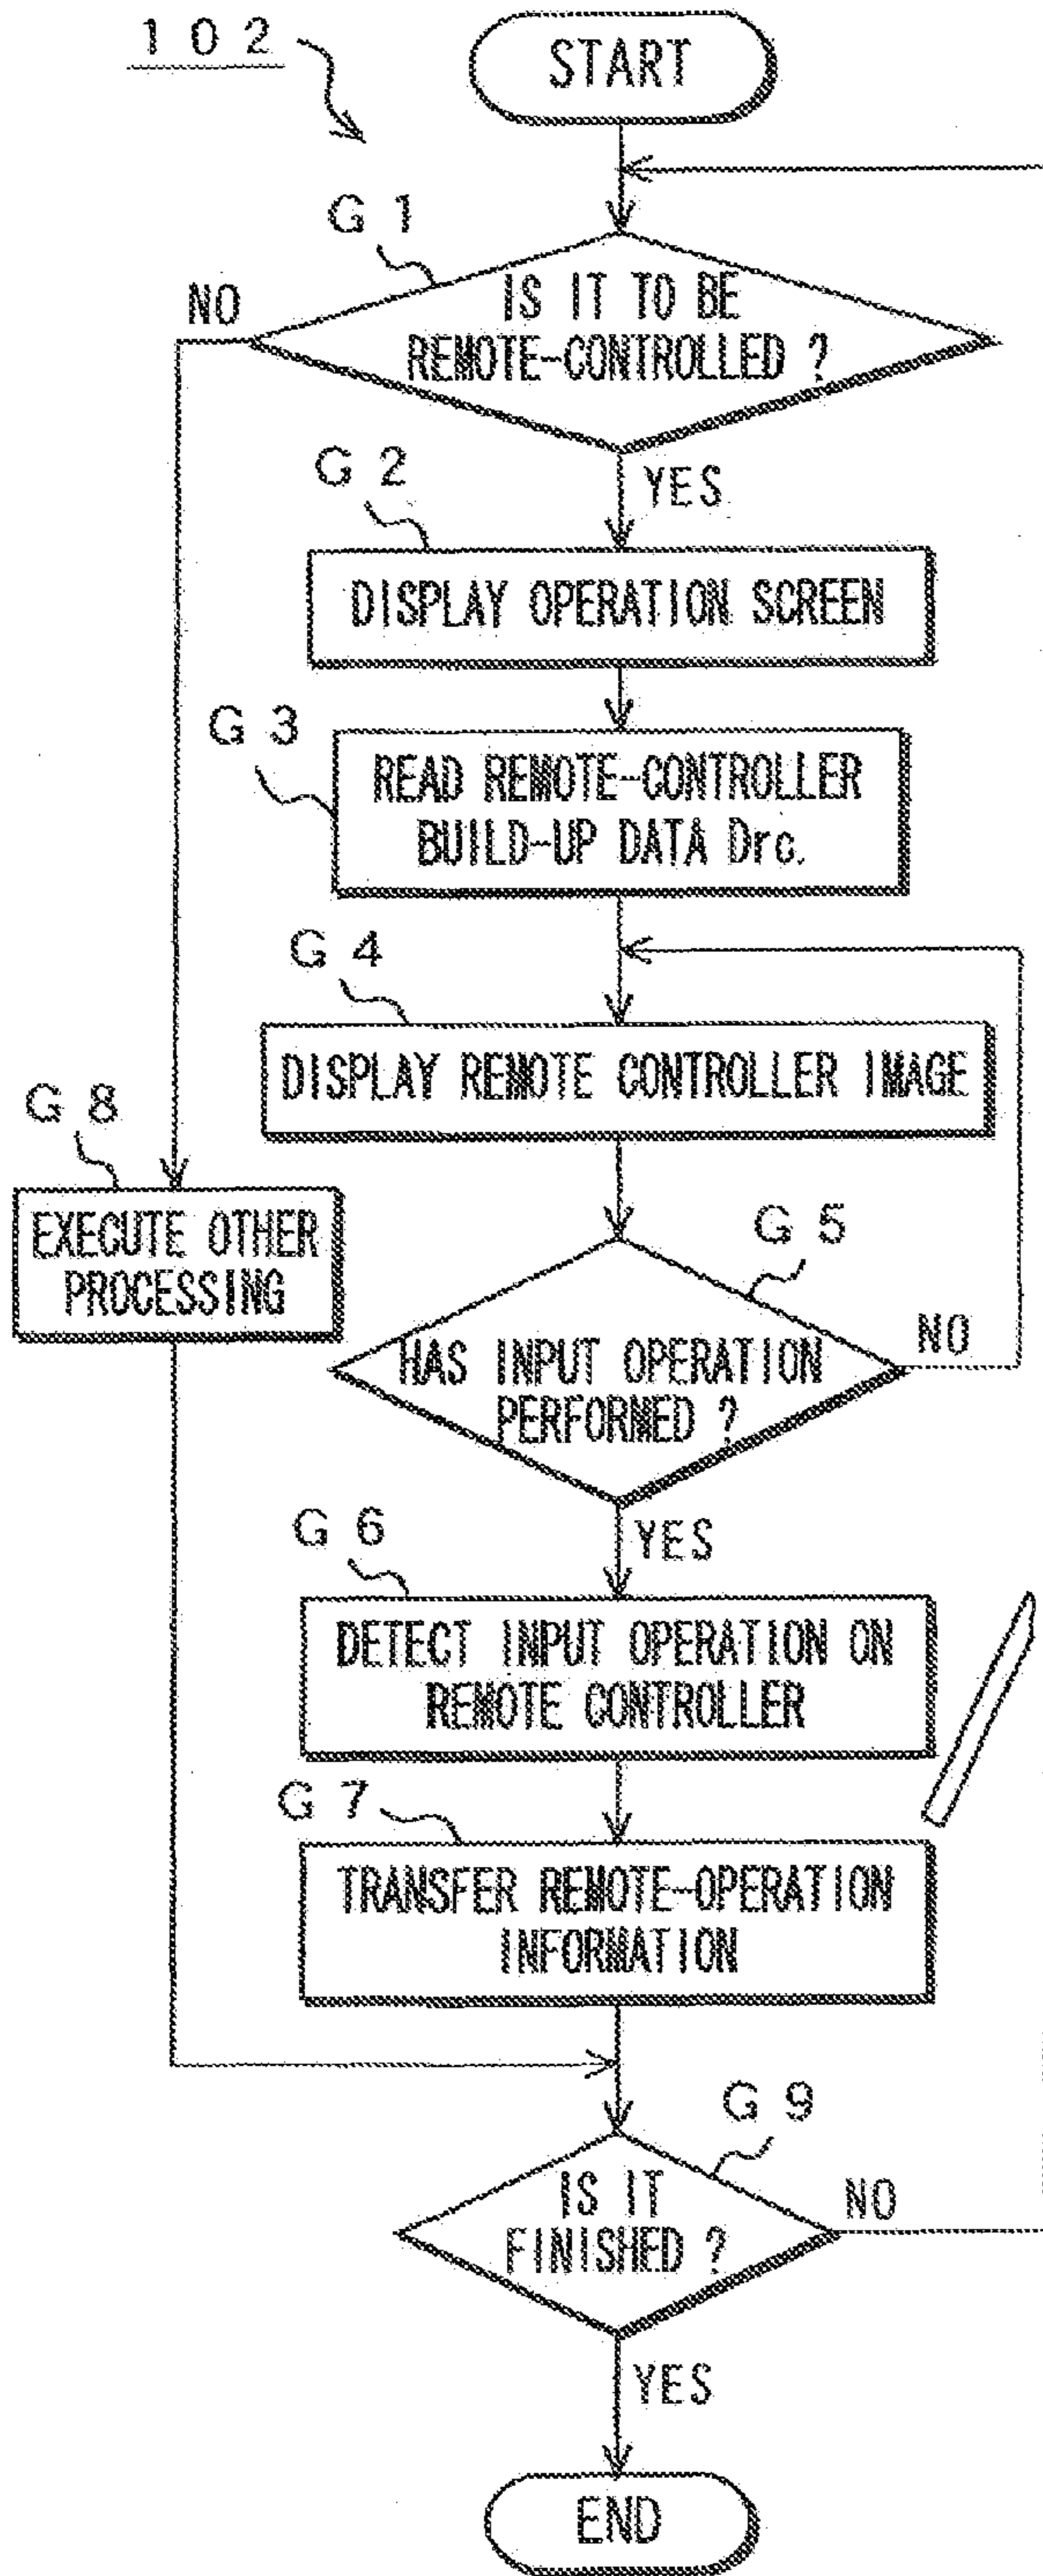 102
START
G1
NO
IS IT TO BE
REMOTE-CONTROLLED ?
G2
YES
DISPLAY OPERATION SCREEN
G3
READ REMOTE-CONTROLLER
BUILD-UP DATA Drc.
G4
DISPLAY REMOTE CONTROLLER IMAGE
G8
EXECUTE OTHER
PROCESSING
G5
HAS INPUT OPERATION
PERFORMED ?
NO
G6
YES
DETECT INPUT OPERATION ON
REMOTE CONTROLLER
G7
TRANSFER REMOTE-OPERATION
INFORMATION
G9
IS IT
FINISHED ?
NO
YES
END